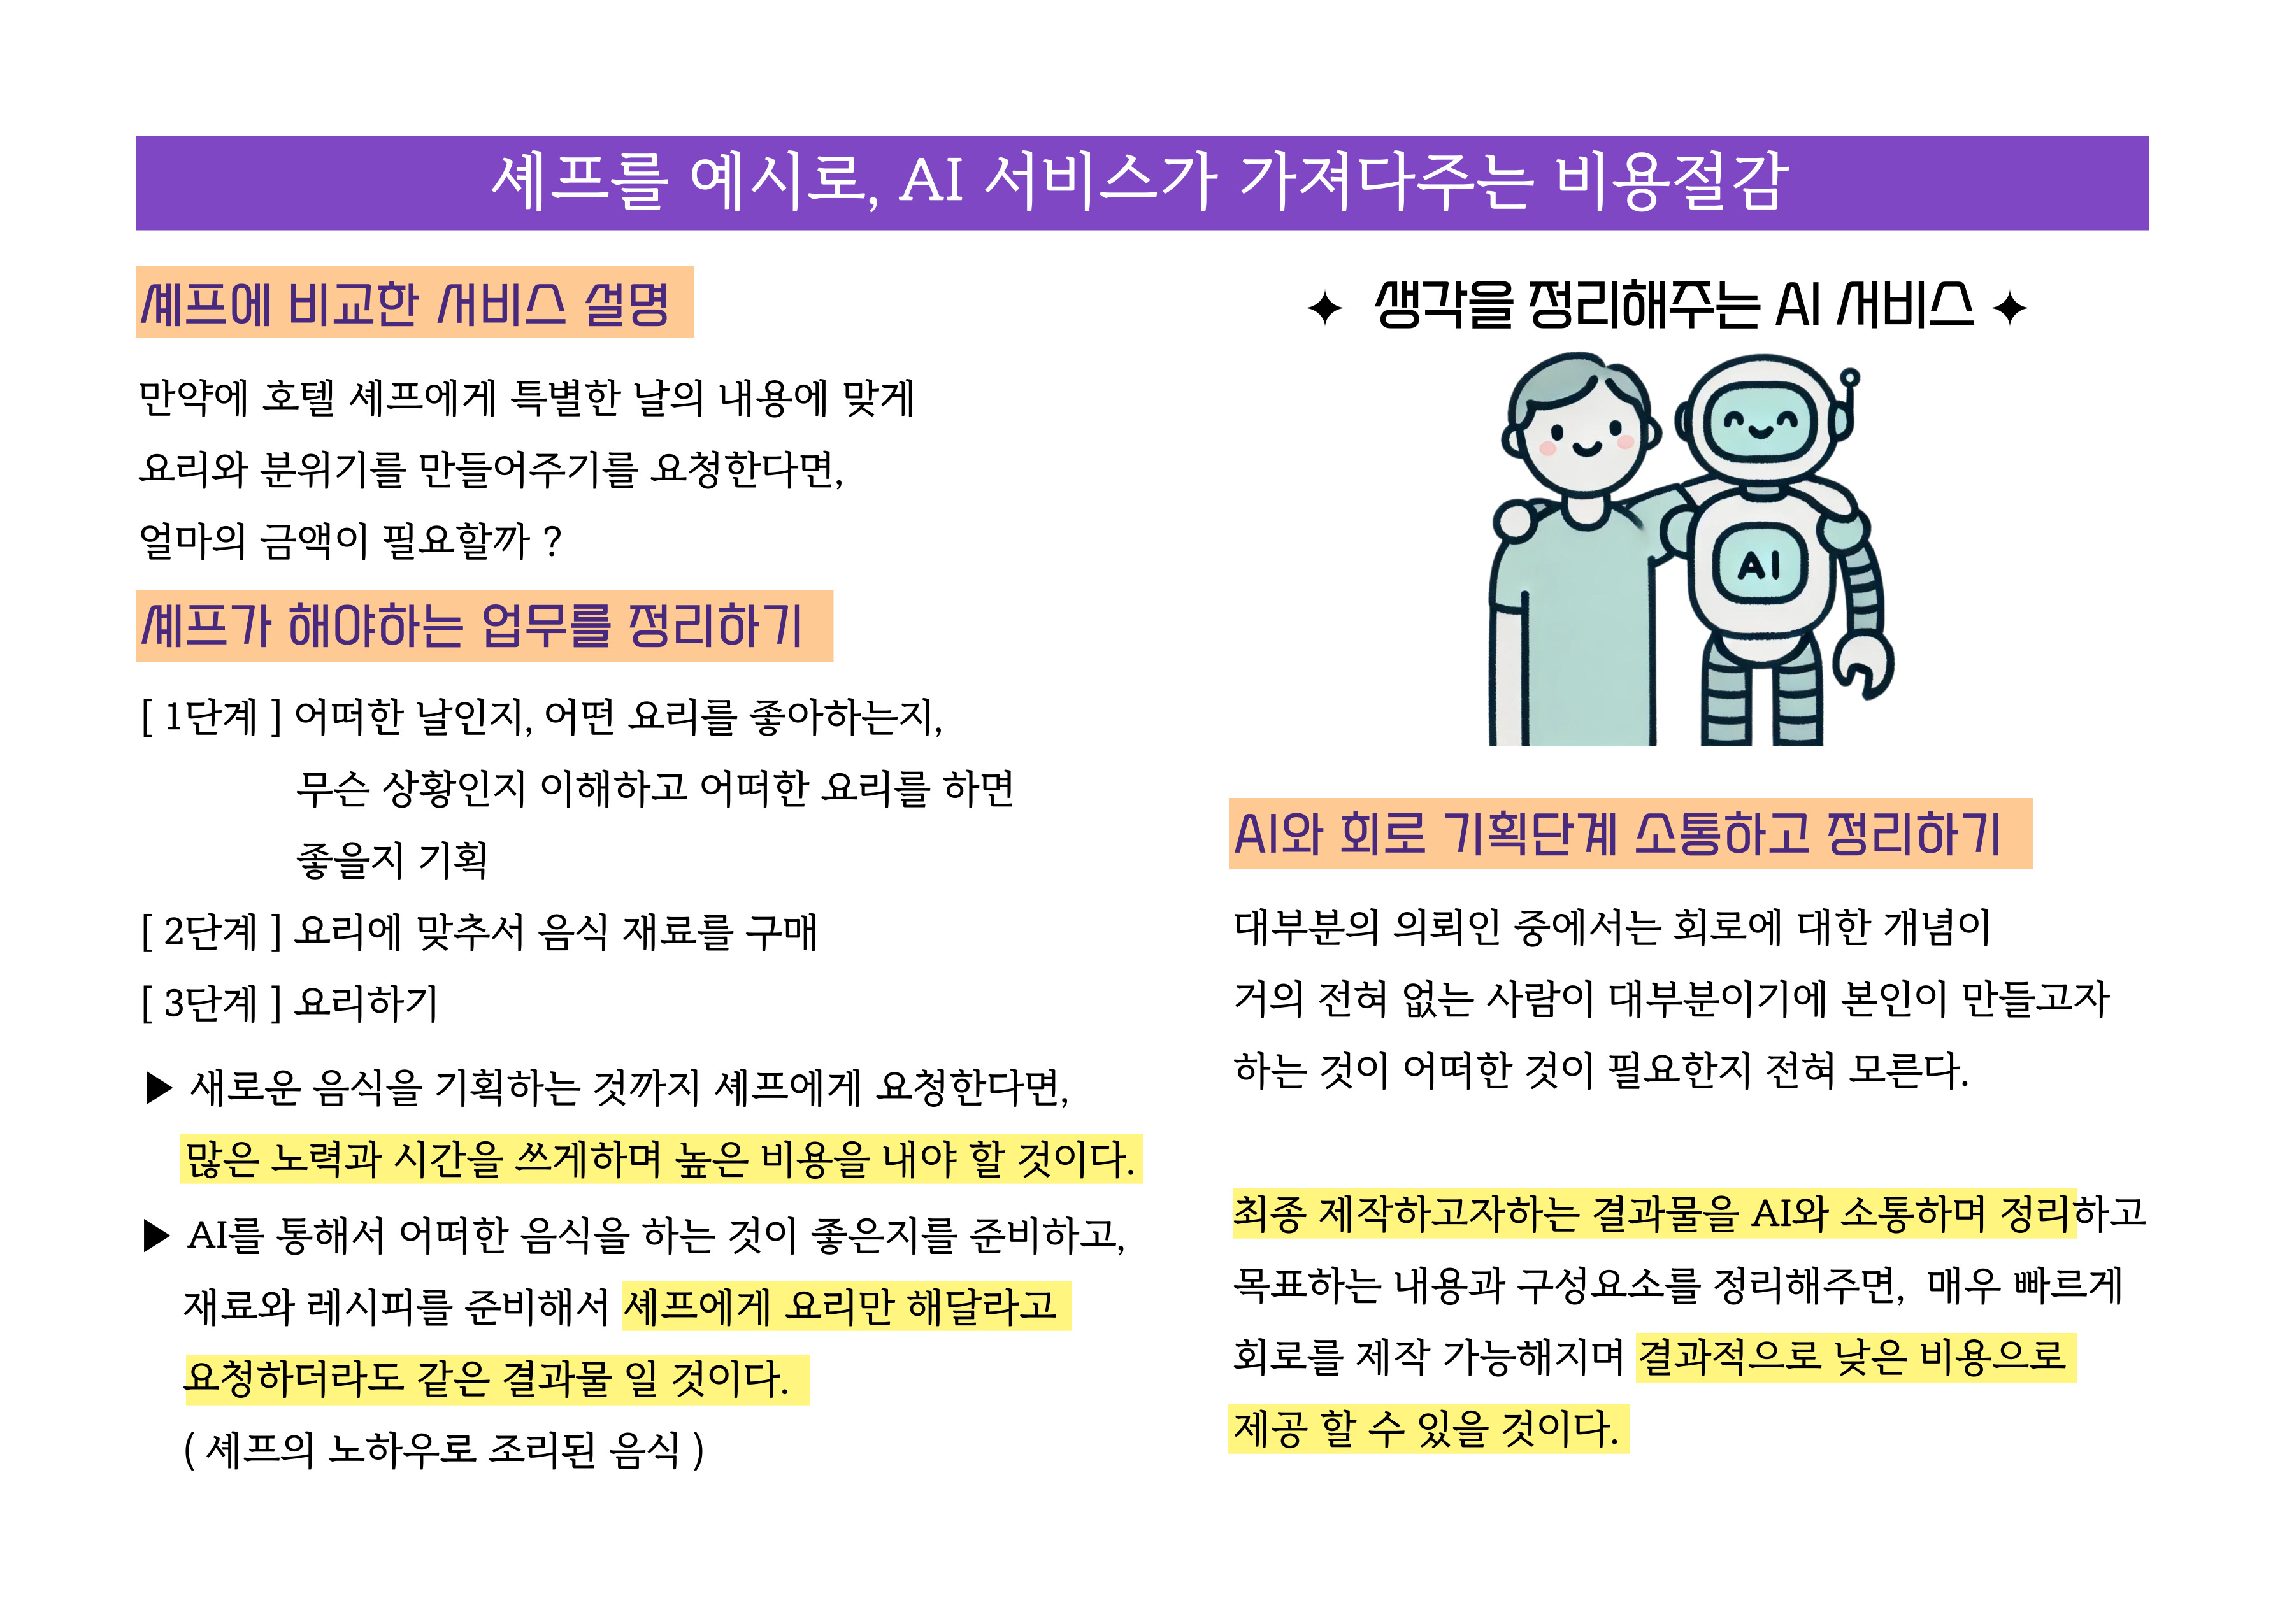 셰프를 예시로, AI 서비스가 가져다주는 비용절감
셰프에 비교한 서비스 설명
만약에 호텔 셰프에게 특별한 날의 내용에 맞게
요리와 분위기를 만들어주기를 요청한다면,
얼마의 금액이 필요할까 ?
셰프가 해야하는 업무를 정리하기
[ 1단계 ] 어떠한 날인지, 어떤 요리를 좋아하는지,
무슨 상황인지 이해하고 어떠한 요리를 하면
좋을지 기획
[ 2단계 ] 요리에 맞추서 음식 재료를 구매
[ 3단계 ] 요리하기
▶ 새로운 음식을 기획하는 것까지 셰프에게 요청한다면,
많은 노력과 시간을 쓰게하며 높은 비용을 내야 할 것이다.
▶ AI를 통해서 어떠한 음식을 하는 것이 좋은지를 준비하고,
재료와 레시피를 준비해서 셰프에게 요리만 해달라고
요청하더라도 같은 결과물 일 것이다.
( 셰프의 노하우로 조리된 음식 )
✦ 생각을 정리해주는 AI 서비스 ✦
AI
AI와 회로 기획단계 소통하고 정리하기
대부분의 의뢰인 중에서는 회로에 대한 개념이
거의 전혀 없는 사람이 대부분이기에 본인이 만들고자
하는 것이 어떠한 것이 필요한지 전혀 모른다.
최종 제작하고자하는 결과물을 AI와 소통하며 정리하고
목표하는 내용과 구성요소를 정리해주면, 매우 빠르게
회로를 제작 가능해지며 결과적으로 낮은 비용으로
제공 할 수 있을 것이다.